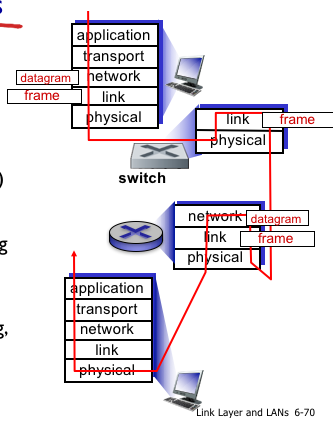 s
application
transport
datagram
network
frame
link
physical
link
frame
physical
switch
)
network
datagram
link
frame
physical
g
application
transport
network
g,
link
physical
Link Layer and LANs 6-70